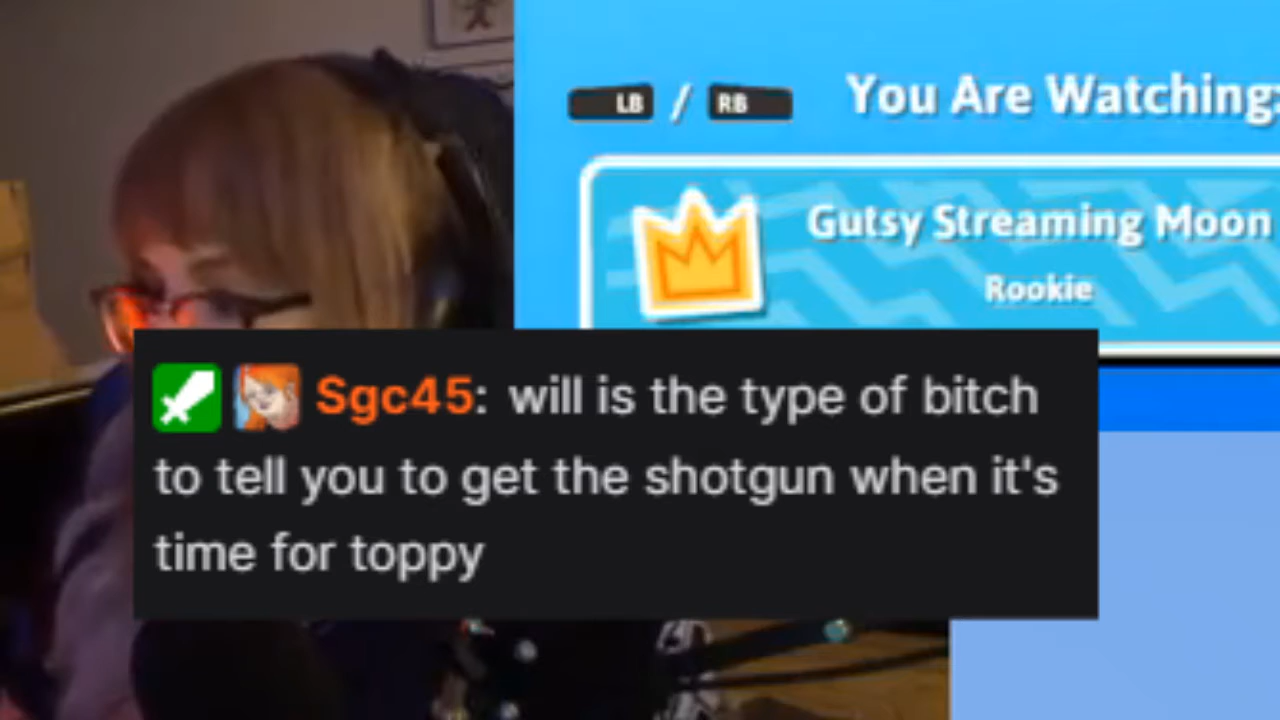 LB / RB
You Are Watching:
Gutsy Streaming Moon
Rookie
Sgc45: will is the type of bitch
to tell you to get the shotgun when it's
time for toppy